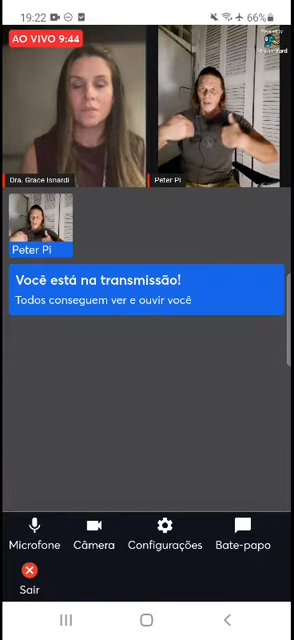 19:22
66%
AO VIVO 9:44
Dra. Grace Isnardi
Peter Pi
Peter Pi
Você está na transmissão!
Todos conseguem ver e ouvir você
Microfone
Câmera
Configurações
Bate-papo
Sair